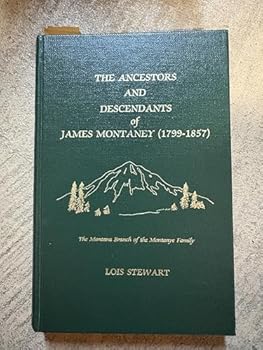 THE ANCESTORS
AND
DESCENDANTS of
JAMES MONTANEY (1799-1857)
The Montana Branch of the Montanye Family
LOIS STEWART